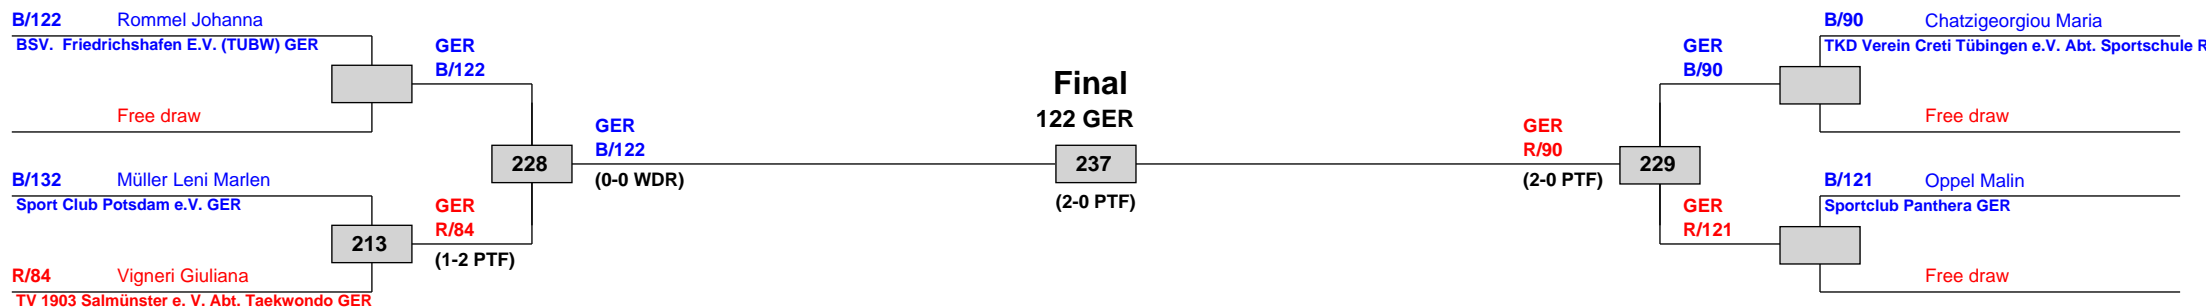 B/122 Rommel Johanna
BSV. Friedrichshafen E.V. (TUBW) GER
Free draw
GER
B/122
B/132 Müller Leni Marlen
Sport Club Potsdam e.V. GER
213
R/84 Vigneri Giuliana
TV 1903 Salmünster e. V. Abt. Taekwondo GER
GER
R/84
(1-2 PTF)
228
GER
B/122
(0-0 WDR)
Final
122 GER
237
(2-0 PTF)
GER
R/90
(2-0 PTF)
229
GER
B/90
GER
R/121
B/90 Chatzigeorgiou Maria
TKD Verein Creti Tübingen e.V. Abt. Sportschule R
Free draw
B/121 Oppel Malin
Sportclub Panthera GER
Free draw